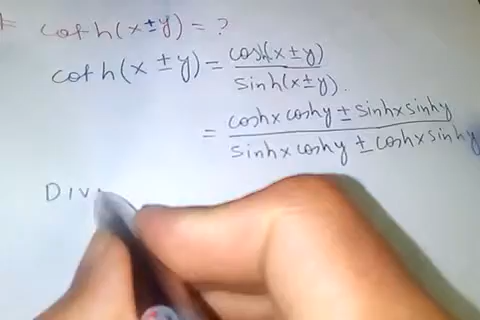 coth(x±y) = ?
coth(x ± y) = cosh(x ± y) / sinh(x ± y).
= coshx coshy ± sinhx sinhy / sinhx coshy ± coshx sinhy
Div